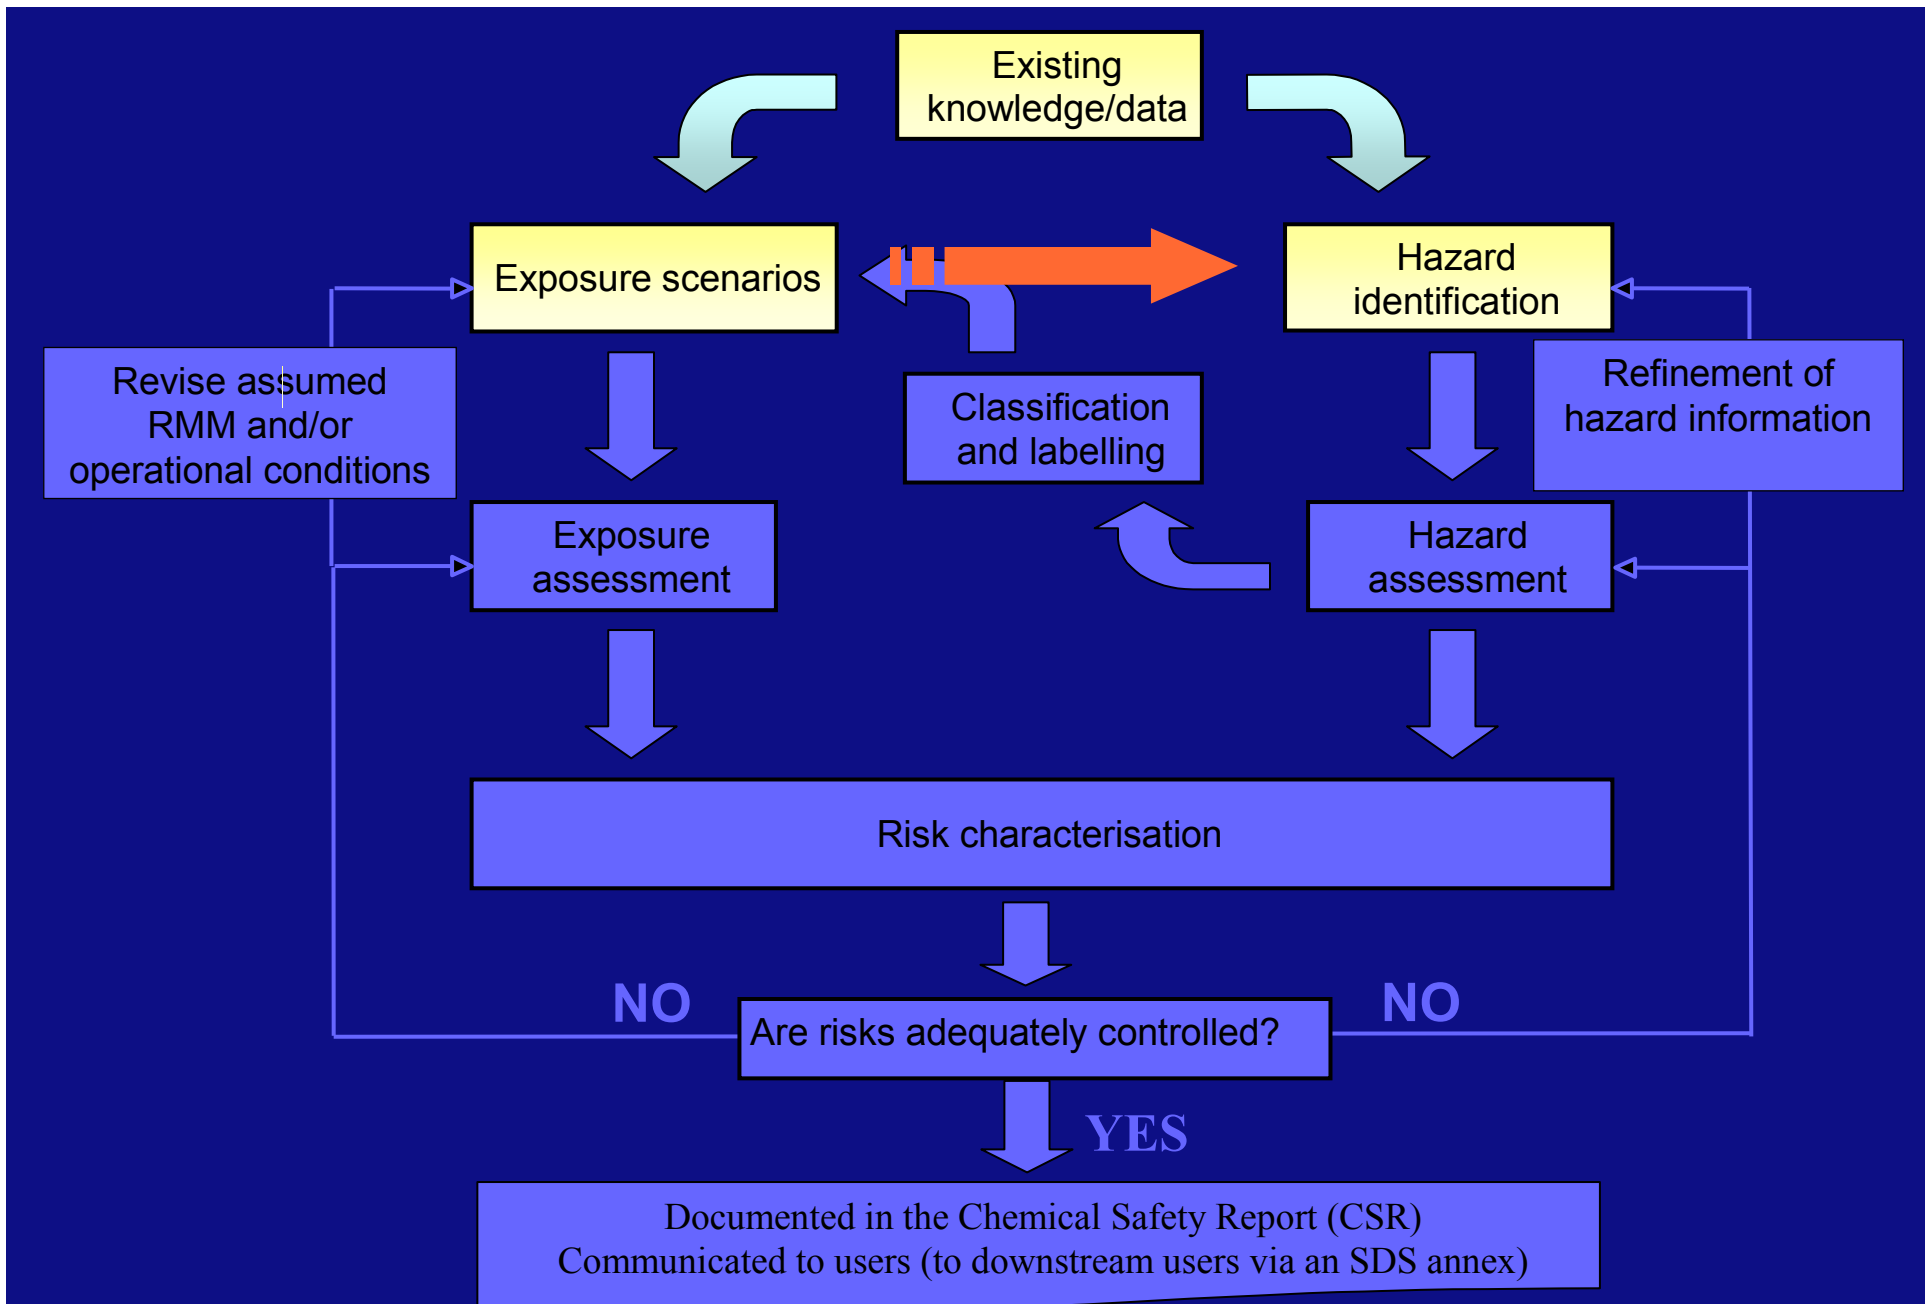 Existing
knowledge/data
Exposure scenarios
Hazard
identification
Revise assumed
RMM and/or
operational conditions
Classification
and labelling
Refinement of
hazard information
Exposure
assessment
Hazard
assessment
Risk characterisation
NO
NO
Are risks adequately controlled?
YES
Documented in the Chemical Safety Report (CSR)
Communicated to users (to downstream users via an SDS annex)